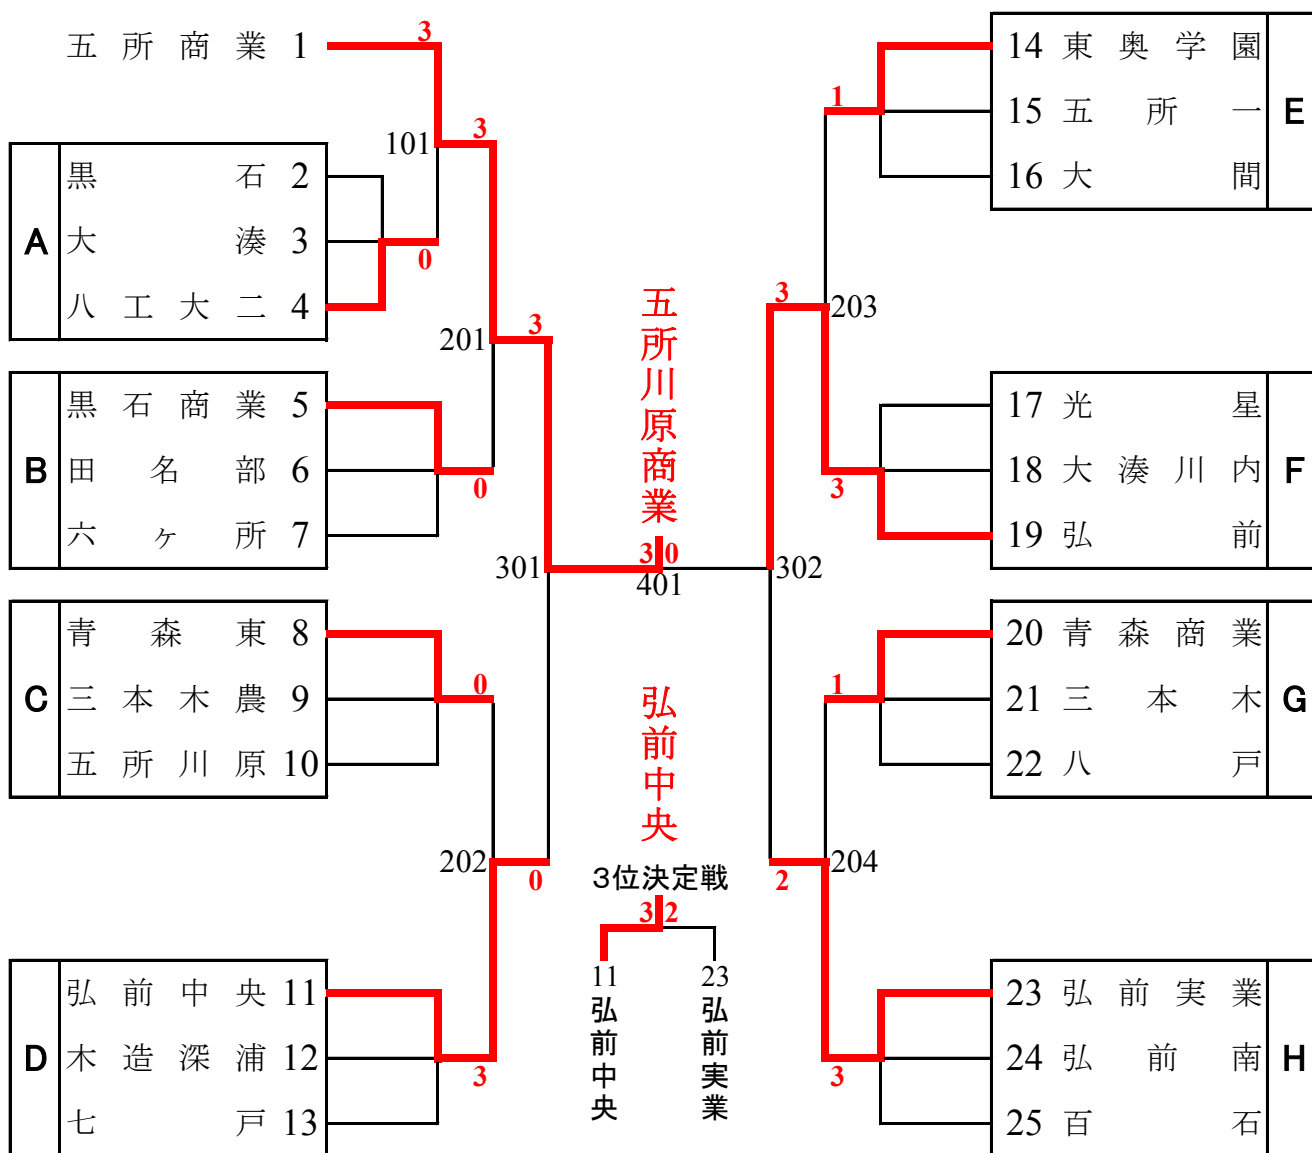 五所商業 1
A
黒石 2
大湊 3
八工大二 4
B
黒石商業 5
田名部 6
六ヶ所 7
C
青森東 8
三本木農 9
五所川原 10
D
弘前中央 11
木造深浦 12
七戸 13
3
101
0
3
201
0
3
301
0
202
3
0
五所川原商業
3 0
401
弘前中央
3位決定戦
3 2
11 弘前中央
23 弘前実業
302
3
203
1
3
2
204
1
3
14 東奥学園
15 五所一
16 大間
E
17 光星
18 大湊川内
19 弘前
F
20 青森商業
21 三本木
22 八戸
G
23 弘前実業
24 弘前南
25 百石
H